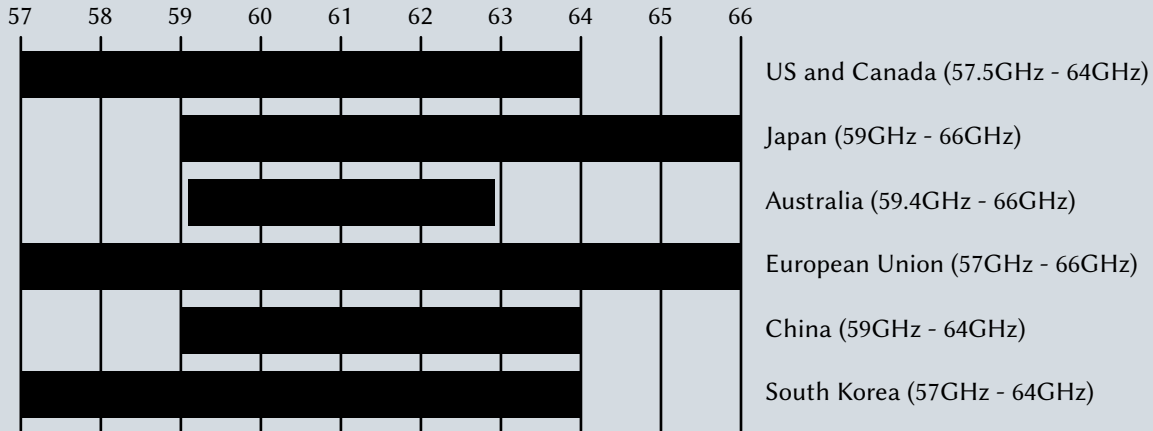 57 58 59 60 61 62 63 64 65 66
US and Canada (57.5GHz - 64GHz)
Japan (59GHz - 66GHz)
Australia (59.4GHz - 66GHz)
European Union (57GHz - 66GHz)
China (59GHz - 64GHz)
South Korea (57GHz - 64GHz)